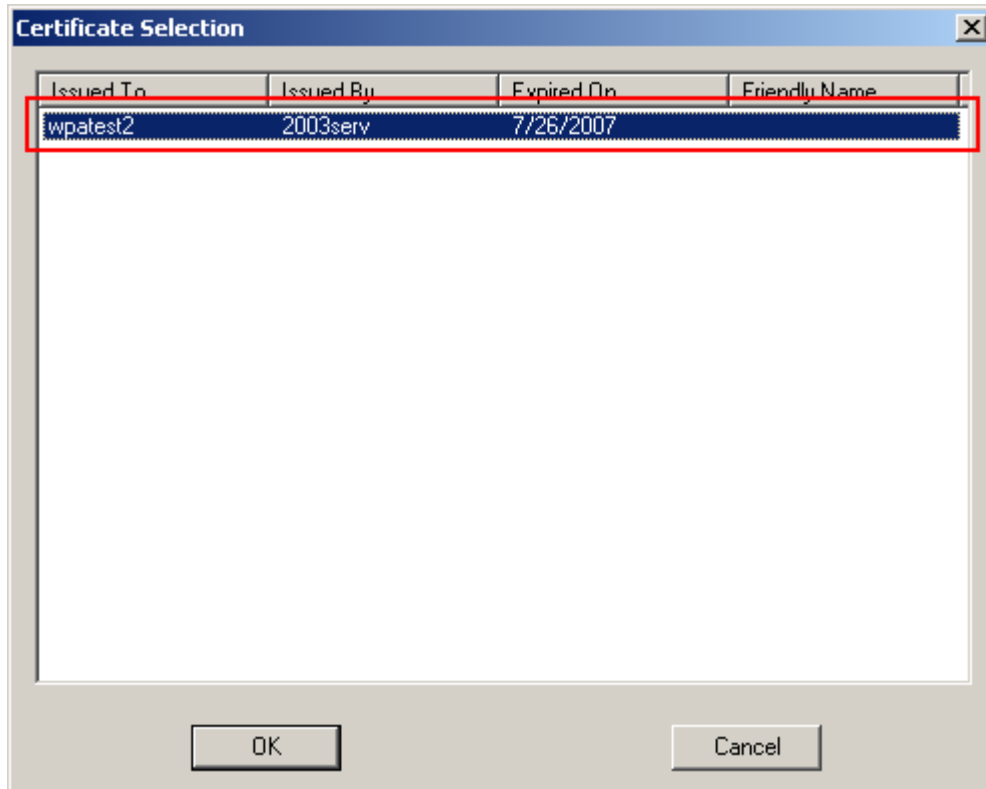 Certificate Selection
Issued To Issued By Expired On Friendly Name
wpatest2 2003serv 7/26/2007
OK Cancel